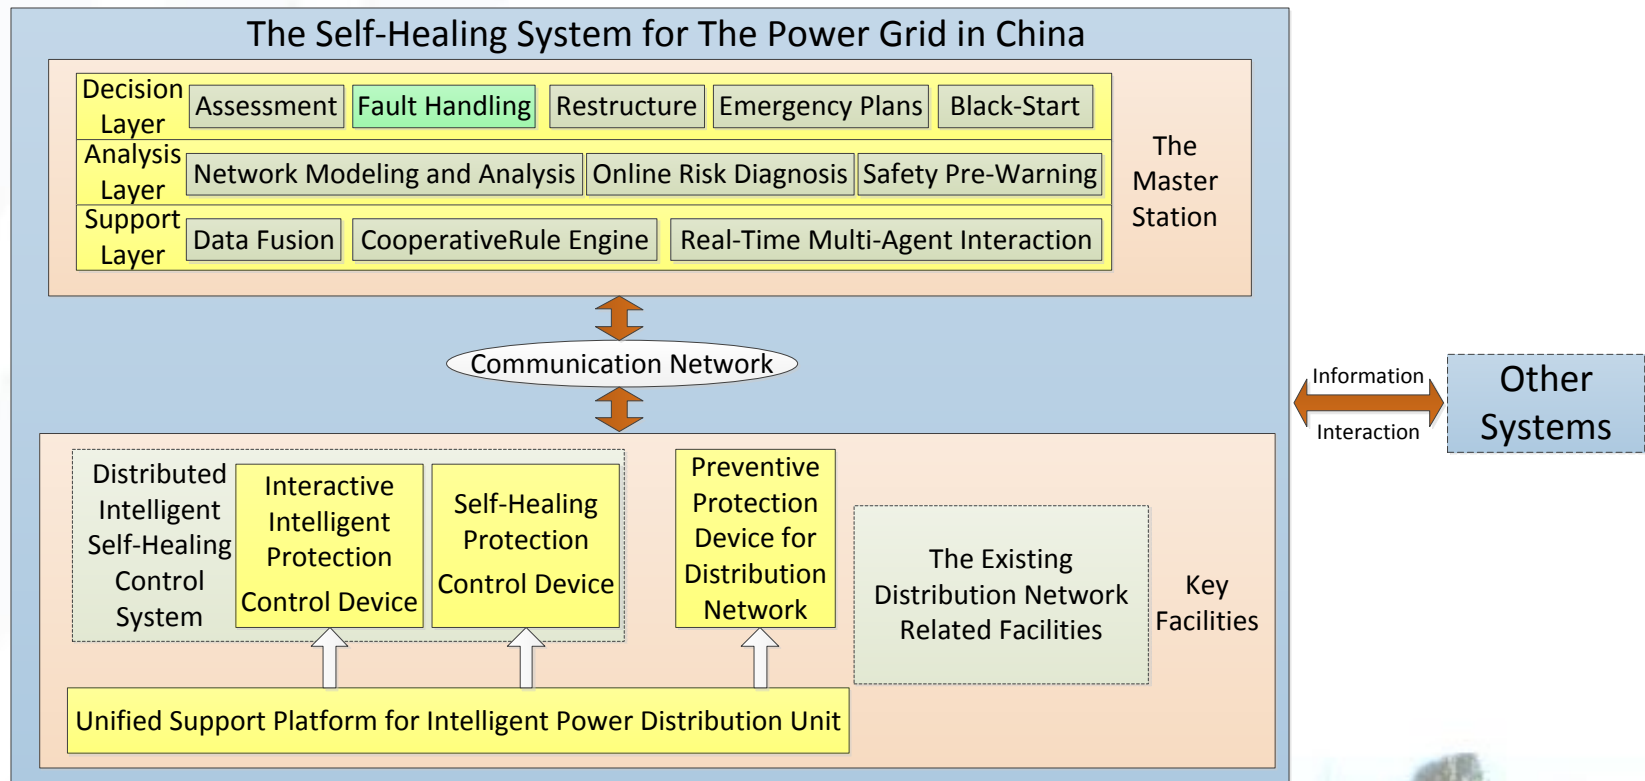 The Self-Healing System for The Power Grid in China
Decision
Layer
Assessment
Fault Handling
Restructure
Emergency Plans
Black-Start
Analysis
Layer
Network Modeling and Analysis
Online Risk Diagnosis
Safety Pre-Warning
Support
Layer
Data Fusion
CooperativeRule Engine
Real-Time Multi-Agent Interaction
The
Master
Station
Communication Network
Information
Interaction
Other
Systems
Distributed
Intelligent
Self-Healing
Control
System
Interactive
Intelligent
Protection
Control Device
Self-Healing
Protection
Control Device
Preventive
Protection
Device for
Distribution
Network
The Existing
Distribution Network
Related Facilities
Key
Facilities
Unified Support Platform for Intelligent Power Distribution Unit